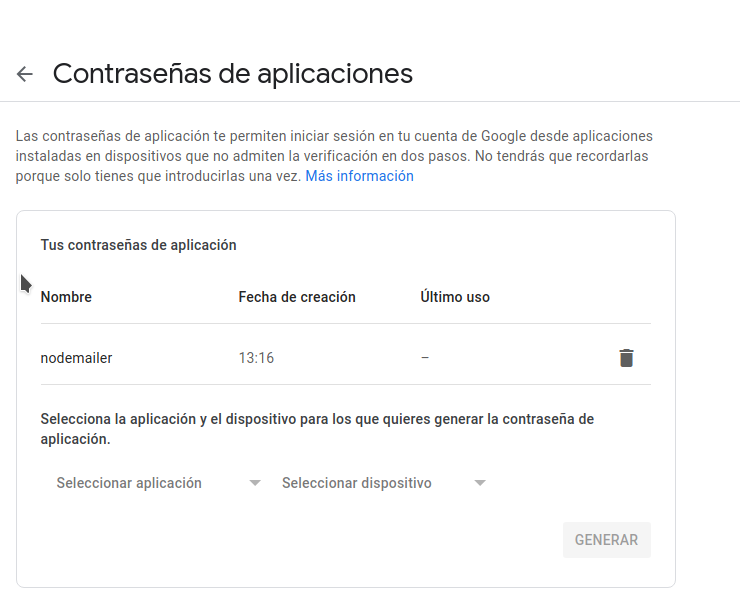 Contraseñas de aplicaciones
Las contraseñas de aplicación te permiten iniciar sesión en tu cuenta de Google desde aplicaciones
instaladas en dispositivos que no admiten la verificación en dos pasos. No tendrás que recordarlas
porque solo tienes que introducirlas una vez. Más información
Tus contraseñas de aplicación
Nombre Fecha de creación Último uso
nodemailer 13:16 –
Selecciona la aplicación y el dispositivo para los que quieres generar la contraseña de
aplicación.
Seleccionar aplicación Seleccionar dispositivo
GENERAR